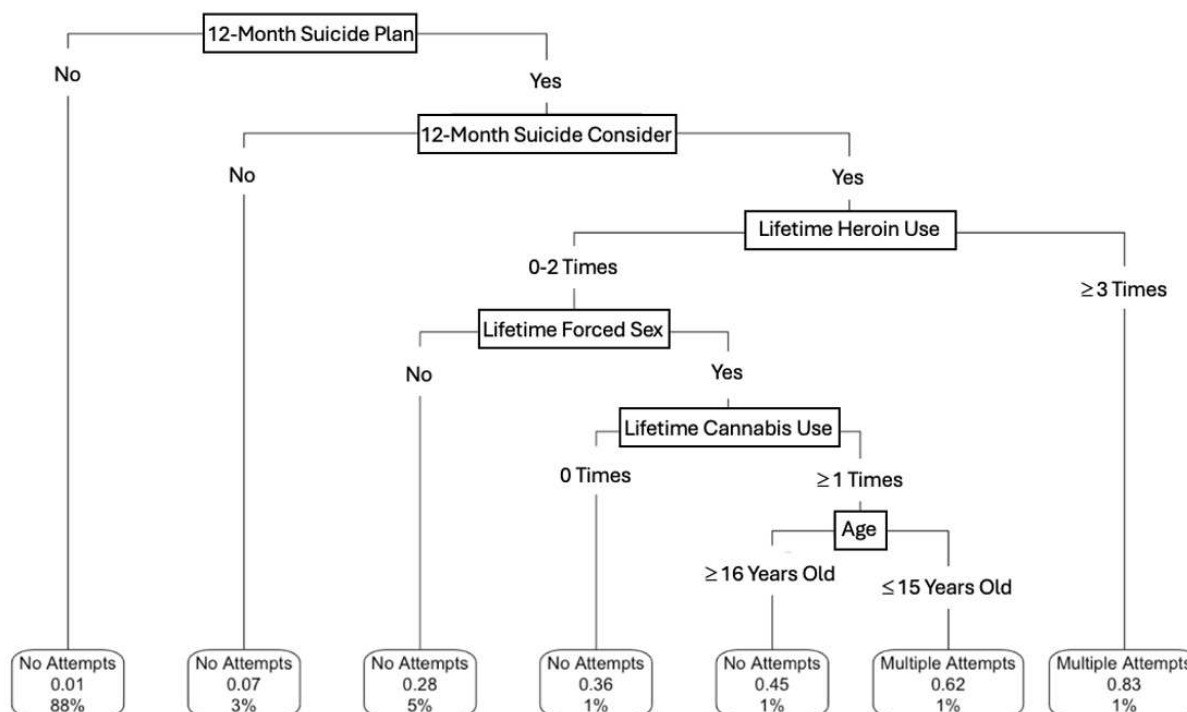 12-Month Suicide Plan
No
Yes
12-Month Suicide Consider
No
Yes
Lifetime Heroin Use
0-2 Times
≥3 Times
Lifetime Forced Sex
No
Yes
Lifetime Cannabis Use
0 Times
≥1 Times
Age
≥16 Years Old
≤15 Years Old
No Attempts
0.01
88%
No Attempts
0.07
3%
No Attempts
0.28
5%
No Attempts
0.36
1%
No Attempts
0.45
1%
Multiple Attempts
0.62
1%
Multiple Attempts
0.83
1%